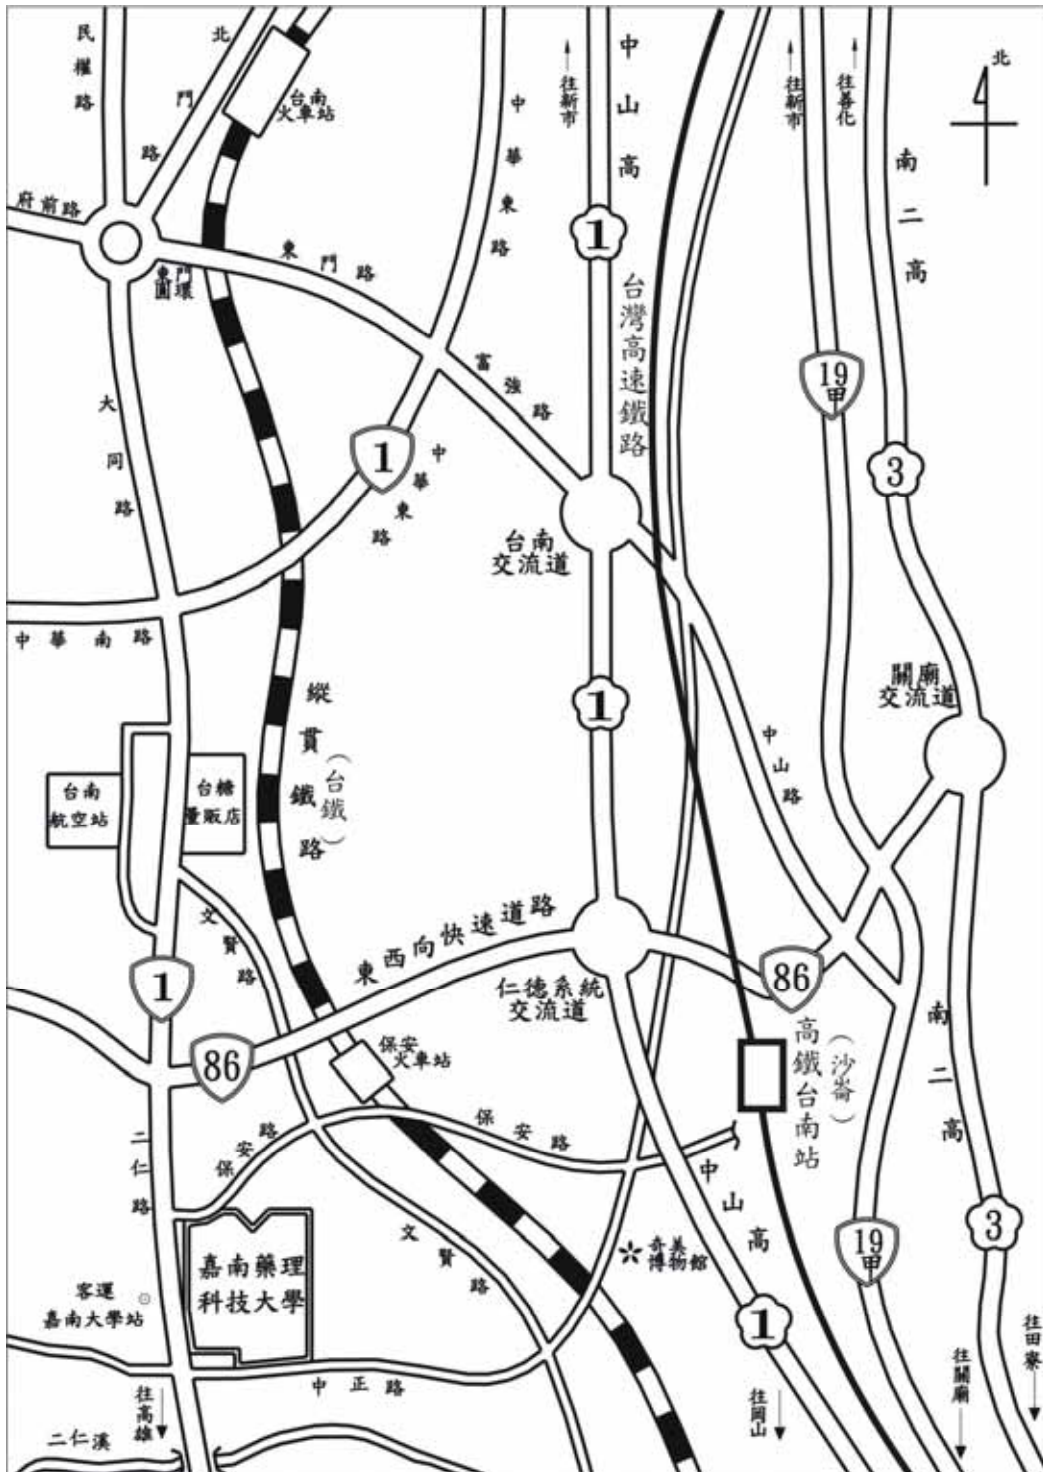 民權路
北門路
台南
火車站
中華東路
往新市
中山高
往新市
往善化
南二高
北
府前路
東門
圓環
東門路
1
台灣高速鐵路
富強路
19
甲
大同路
1
中華東路
3
台南
交流道
中華南路
縱貫鐵路
（台鐵）
1
關廟
交流道
中山路
台南
航空站
台糖
量販店
文賢路
東西向快速道路
1
86
仁德系統
交流道
86
南二高
保安
火車站
高鐵台南站
（沙崙）
二仁路
保安路
保安路
中山高
奇美
博物館
19
甲
3
嘉南藥理
科技大學
文賢路
客運
嘉南大學站
1
往田寮
中正路
往高雄
往岡山
往關廟
二仁溪